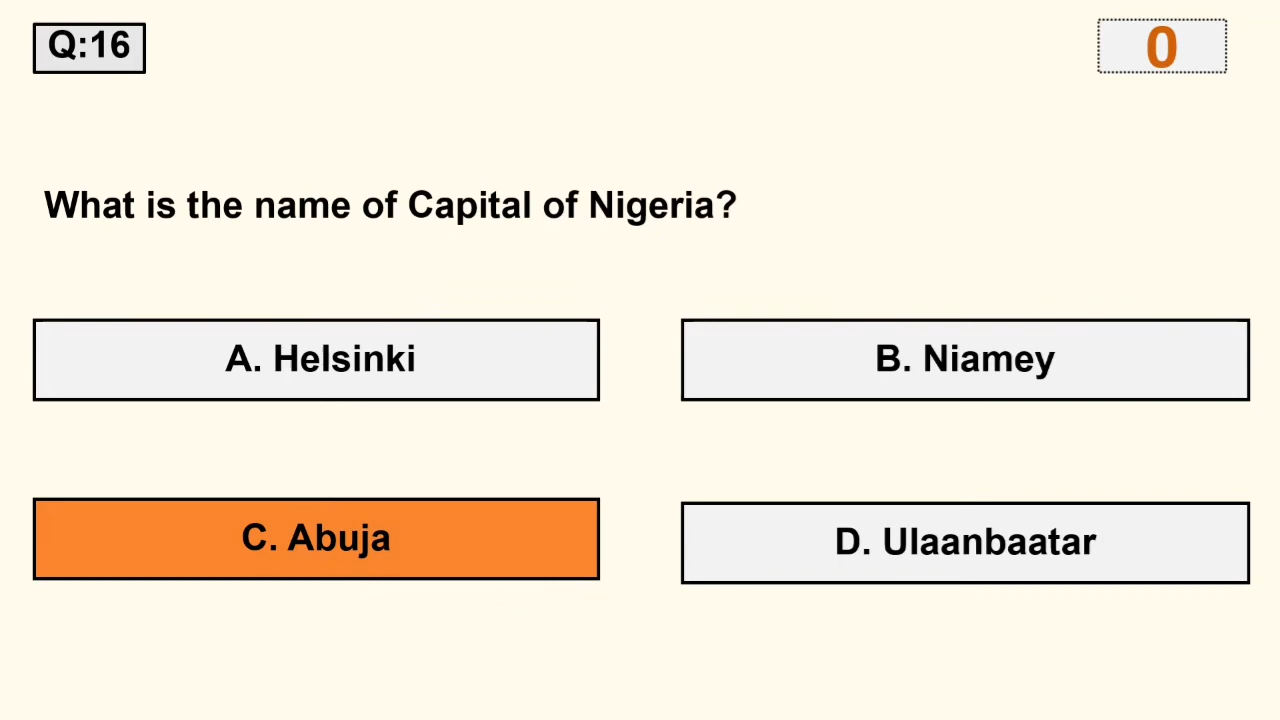 Q:16
0
What is the name of Capital of Nigeria?
A. Helsinki
B. Niamey
C. Abuja
D. Ulaanbaatar